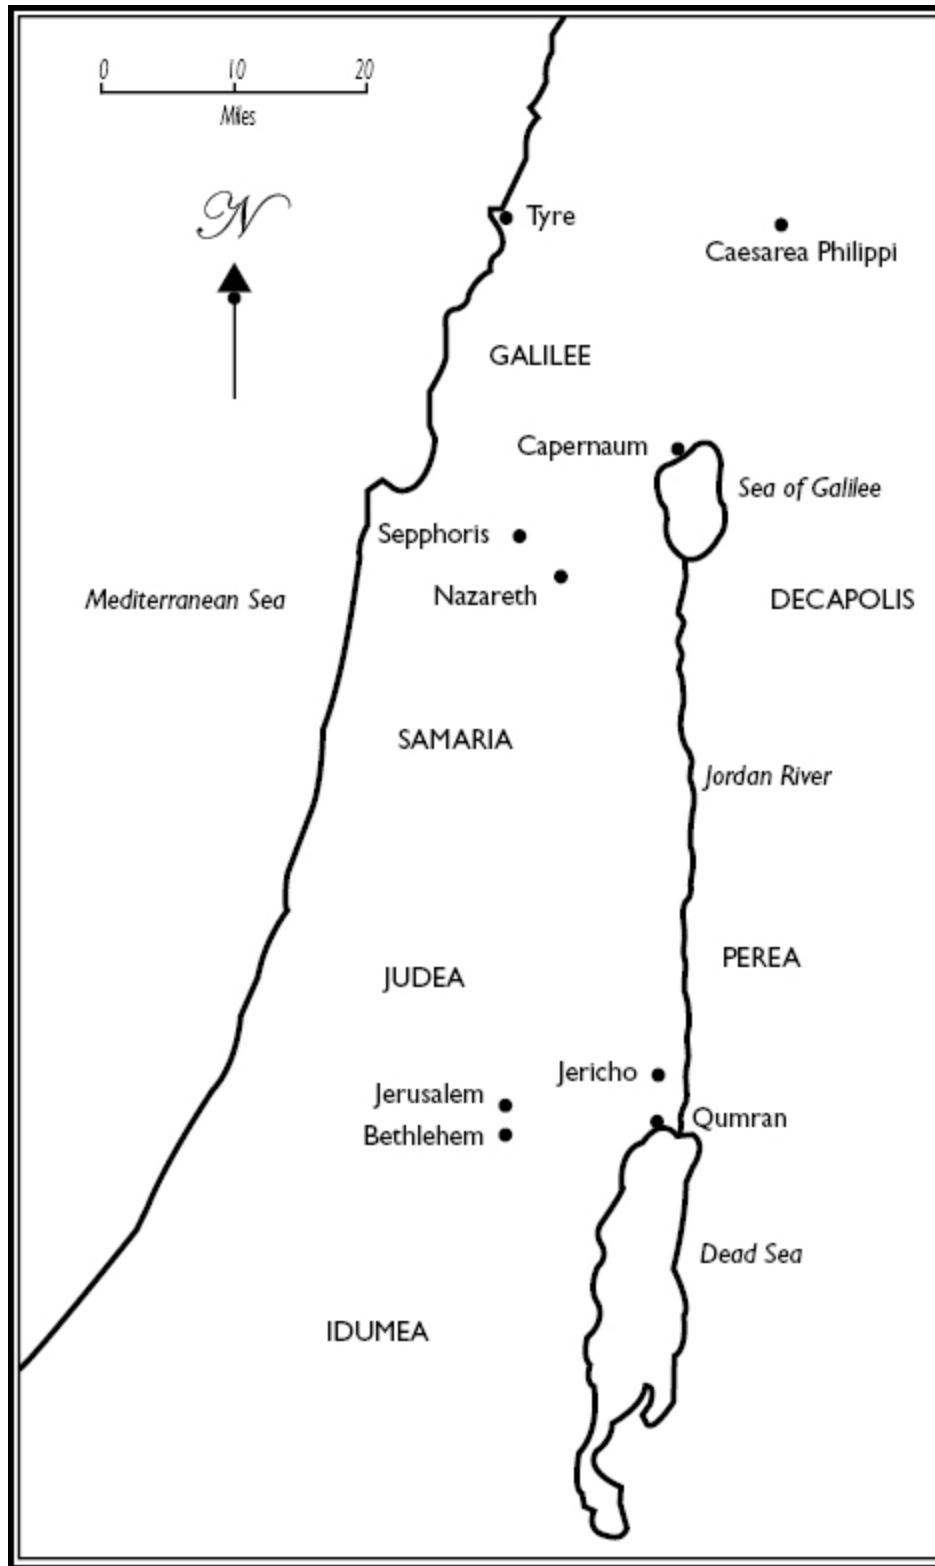 0 10 20
Miles
N
Tyre
Caesarea Philippi
GALILEE
Capernaum
Sea of Galilee
Sepphoris
Nazareth
Mediterranean Sea
DECAPOLIS
SAMARIA
Jordan River
PEREA
JUDEA
Jericho
Jerusalem
Qumran
Bethlehem
Dead Sea
IDUMEA